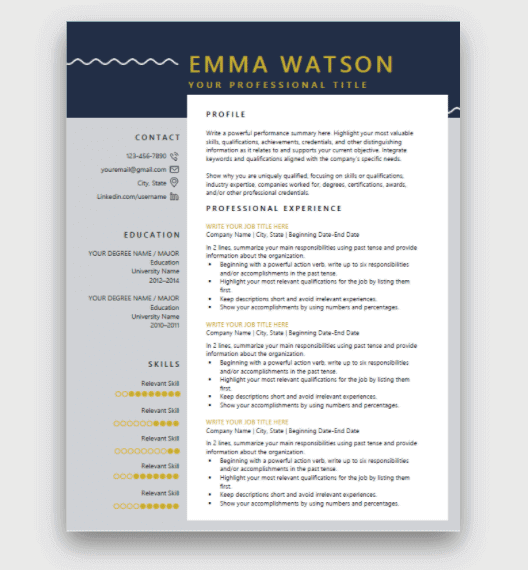 EMMA WATSON
YOUR PROFESSIONAL TITLE
CONTACT
123-456-7890
youremail@gmail.com
City, State
Linkedin.com/username
EDUCATION
YOUR DEGREE NAME / MAJOR
Education
University Name
2012–2014
YOUR DEGREE NAME / MAJOR
Education
University Name
2010–2011
SKILLS
Relevant Skill
Relevant Skill
Relevant Skill
Relevant Skill
Relevant Skill
PROFILE
Write a powerful performance summary here. Highlight your most valuable
skills, qualifications, achievements, credentials, and other distinguishing
information as it relates to and supports your current objective. Integrate
keywords and qualifications aligned with the company's specific needs.
Show why you are uniquely qualified, focusing on skills or qualifications,
industry expertise, companies worked for, degrees, certifications, awards,
and/or other professional credentials.
PROFESSIONAL EXPERIENCE
WRITE YOUR JOB TITLE HERE
Company Name | City, State | Beginning Date-End Date
In 2 lines, summarize your main responsibilities using past tense and provide
information about the organization.
• Beginning with a powerful action verb, write up to six responsibilities
and/or accomplishments in the past tense.
• Highlight your most relevant qualifications for the job by listing them
first.
• Keep descriptions short and avoid irrelevant experiences.
• Show your accomplishments by using numbers and percentages.
WRITE YOUR JOB TITLE HERE
Company Name | City, State | Beginning Date-End Date
In 2 lines, summarize your main responsibilities using past tense and provide
information about the organization.
• Beginning with a powerful action verb, write up to six responsibilities
and/or accomplishments in the past tense.
• Highlight your most relevant qualifications for the job by listing them
first.
• Keep descriptions short and avoid irrelevant experiences.
• Show your accomplishments by using numbers and percentages.
WRITE YOUR JOB TITLE HERE
Company Name | City, State | Beginning Date-End Date
In 2 lines, summarize your main responsibilities using past tense and provide
information about the organization.
• Beginning with a powerful action verb, write up to six responsibilities
and/or accomplishments in the past tense.
• Highlight your most relevant qualifications for the job by listing them
first.
• Keep descriptions short and avoid irrelevant experiences.
• Show your accomplishments by using numbers and percentages.